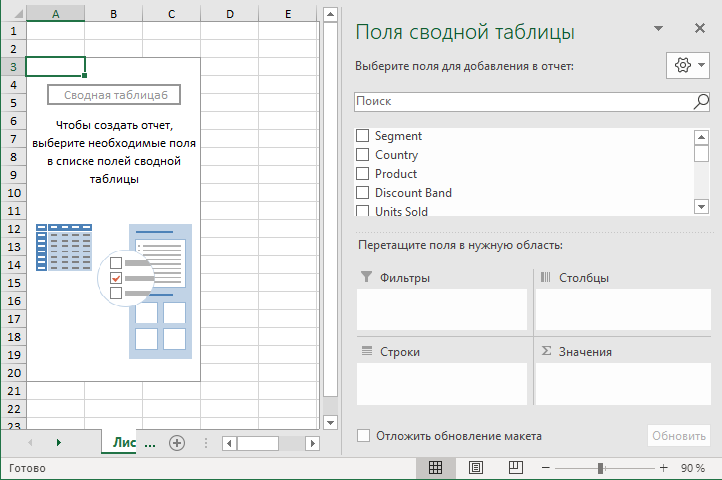 A B C D E
1
2
3
4
5
6
7
8
9
10
11
12
13
14
15
16
17
18
19
20
21
22
23
Сводная таблица6
Чтобы создать отчет,
выберите необходимые поля
в списке полей сводной
таблицы
Лис ...
Готово
90 %
Поля сводной таблицы
Выберите поля для добавления в отчет:
Поиск
Segment
Country
Product
Discount Band
Units Sold
Перетащите поля в нужную область:
Фильтры
Столбцы
Строки
Σ Значения
Отложить обновление макета
Обновить